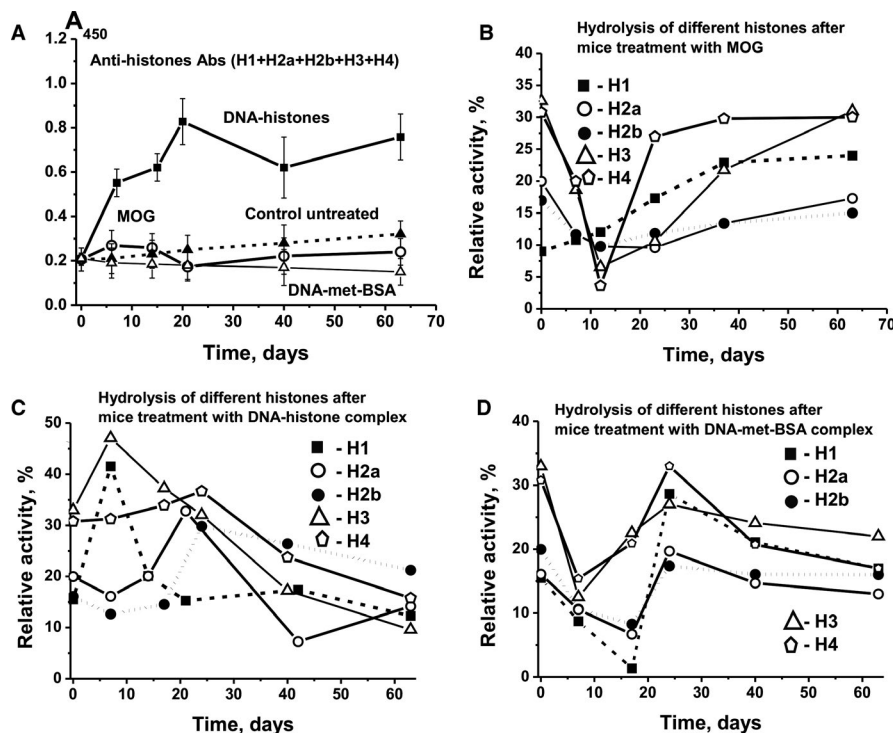 A
A
450
Anti-histones Abs (H1+H2a+H2b+H3+H4)
DNA-histones
MOG
Control untreated
DNA-met-BSA
1.2
1.0
0.8
0.6
0.4
0.2
0.0
0 10 20 30 40 50 60 70
Time, days
B
Hydrolysis of different histones after
mice treatment with MOG
- H1
- H2a
- H2b
- H3
- H4
Relative activity, %
40
35
30
25
20
15
10
5
0
0 10 20 30 40 50 60 70
Time, days
C
Hydrolysis of different histones after
mice treatment with DNA-histone complex
- H1
- H2a
- H2b
- H3
- H4
Relative activity, %
50
40
30
20
10
0
0 10 20 30 40 50 60
Time, days
D
Hydrolysis of different histones after
mice treatment with DNA-met-BSA complex
- H1
- H2a
- H2b
- H3
- H4
Relative activity, %
40
30
20
10
0
0 10 20 30 40 50 60
Time, days